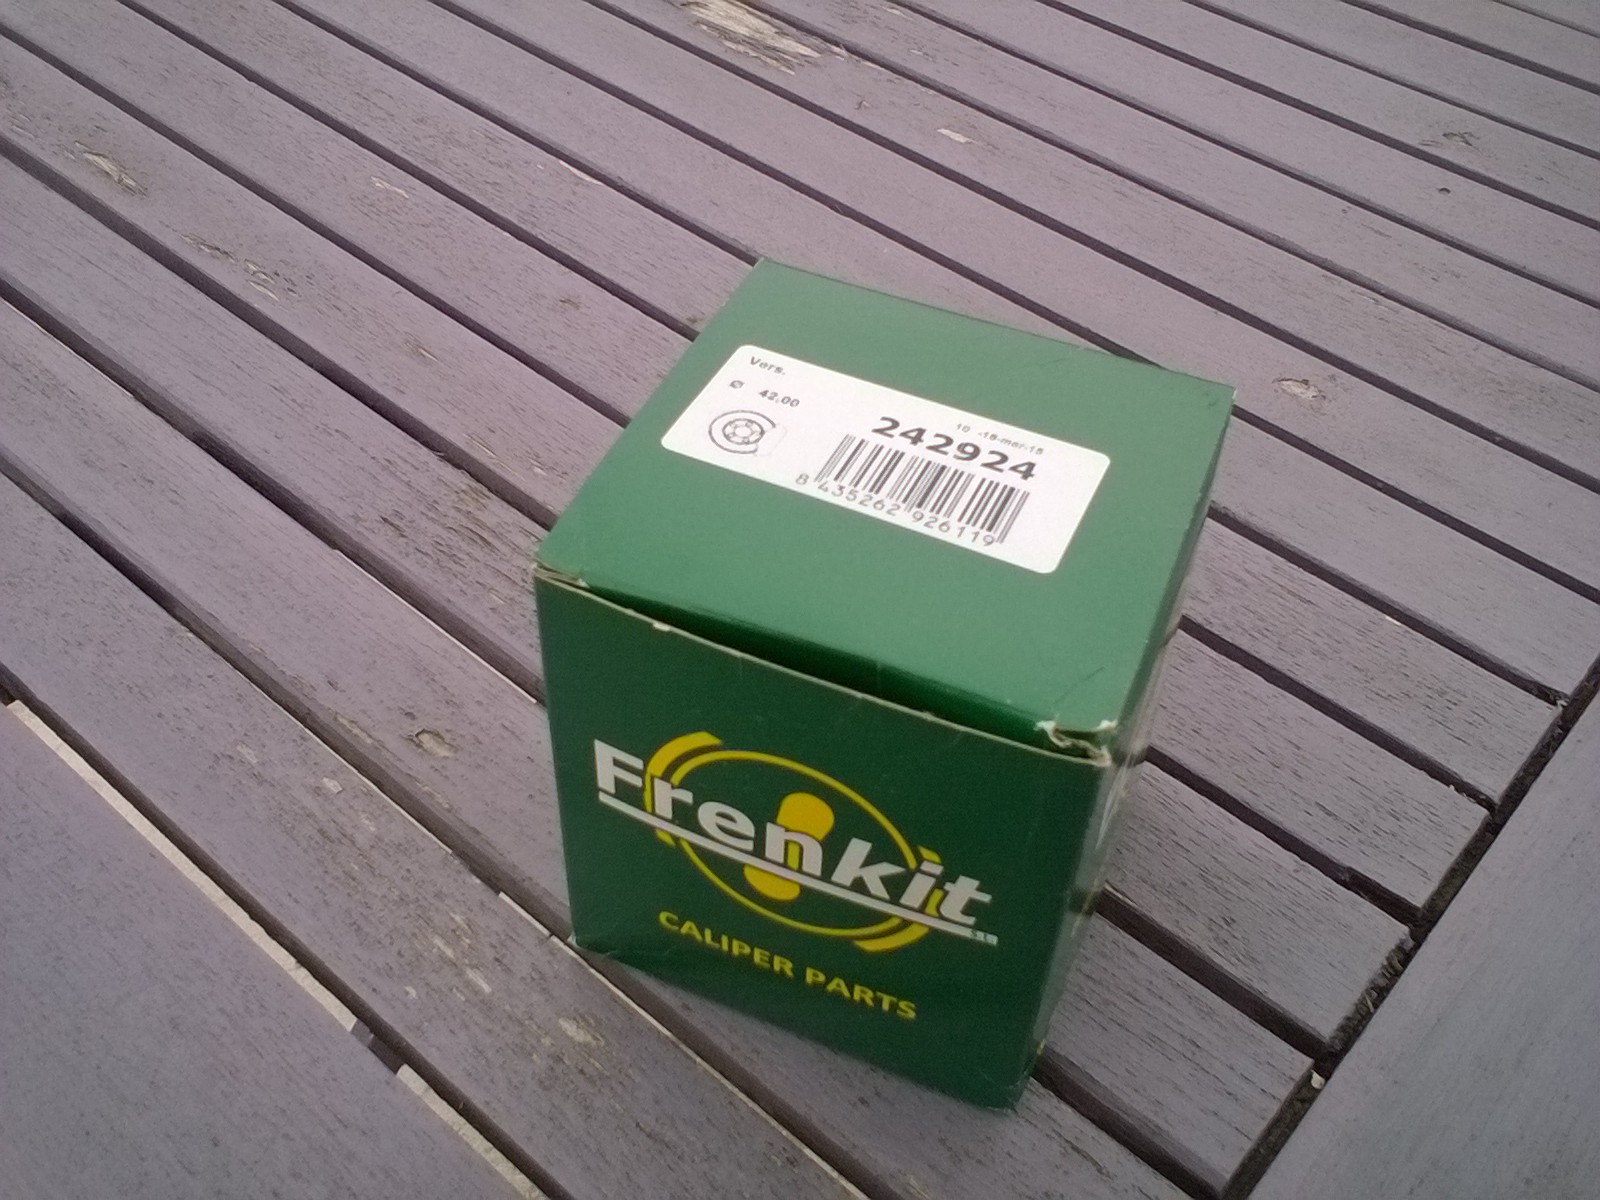 Vers.
Ø 42,00
10 -18-mar-15
242924
8 435262 926119
Frenkit
CALIPER PARTS